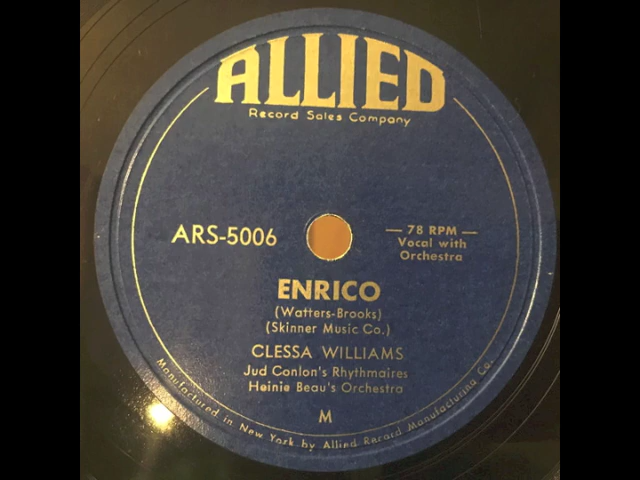 ALLIED
Record Sales Company
ARS-5006
— 78 RPM —
Vocal with
Orchestra
ENRICO
(Watters-Brooks)
(Skinner Music Co.)
CLESSA WILLIAMS
Jud Conlon's Rhythmaires
Heinie Beau's Orchestra
M
Manufactured in New York by Allied Record Manufacturing Co.